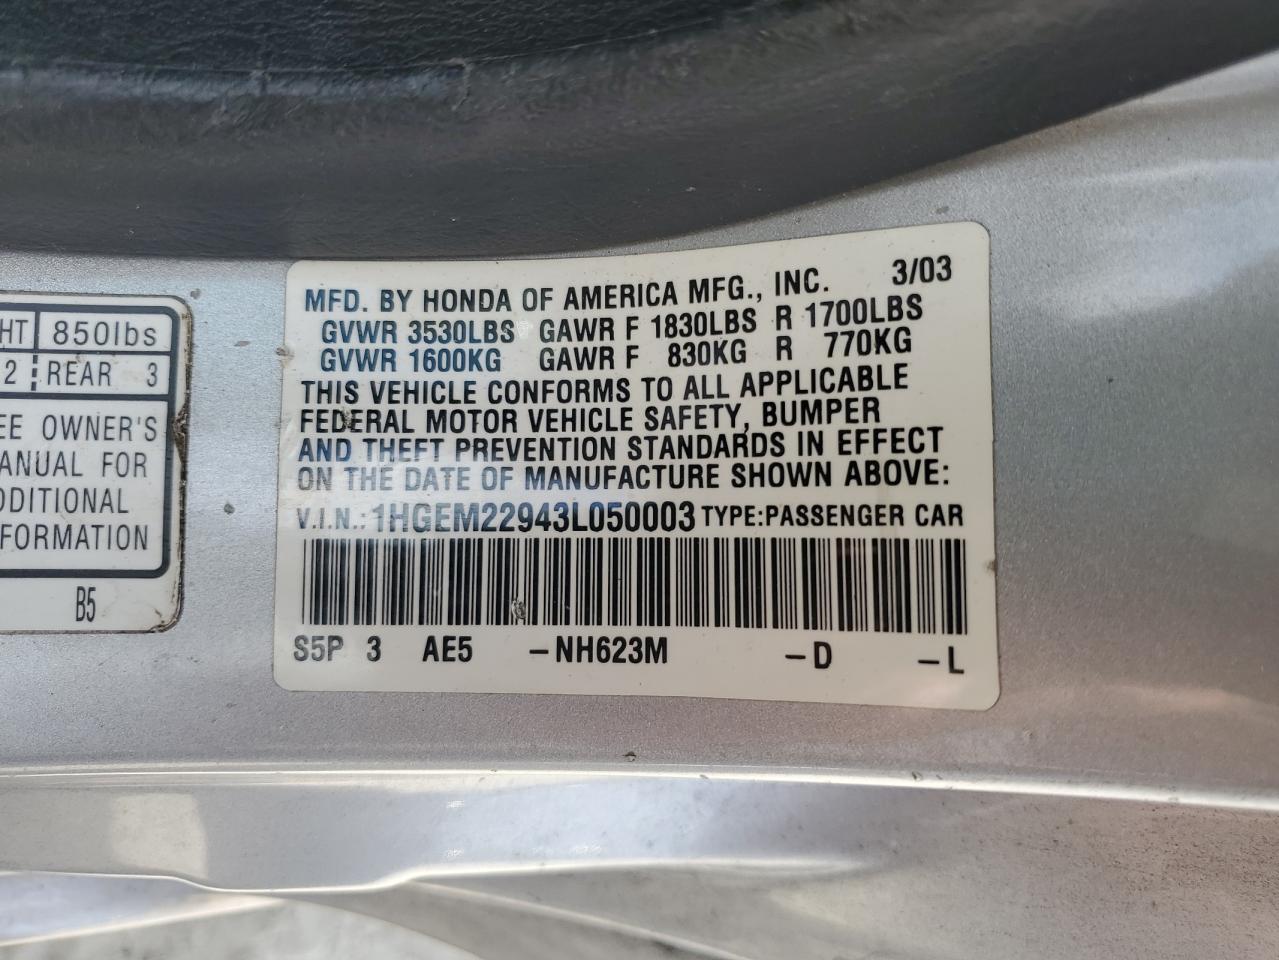 HT 850lbs
2 REAR 3
EE OWNER'S
ANUAL FOR
DDITIONAL
FORMATION
B5
MFD. BY HONDA OF AMERICA MFG., INC. 3/03
GVWR 3530LBS GAWR F 1830LBS R 1700LBS
GVWR 1600KG GAWR F 830KG R 770KG
THIS VEHICLE CONFORMS TO ALL APPLICABLE
FEDERAL MOTOR VEHICLE SAFETY, BUMPER
AND THEFT PREVENTION STANDARDS IN EFFECT
ON THE DATE OF MANUFACTURE SHOWN ABOVE:
V.I.N.: 1HGEM22943L050003 TYPE:PASSENGER CAR
S5P 3 AE5 -NH623M -D -L